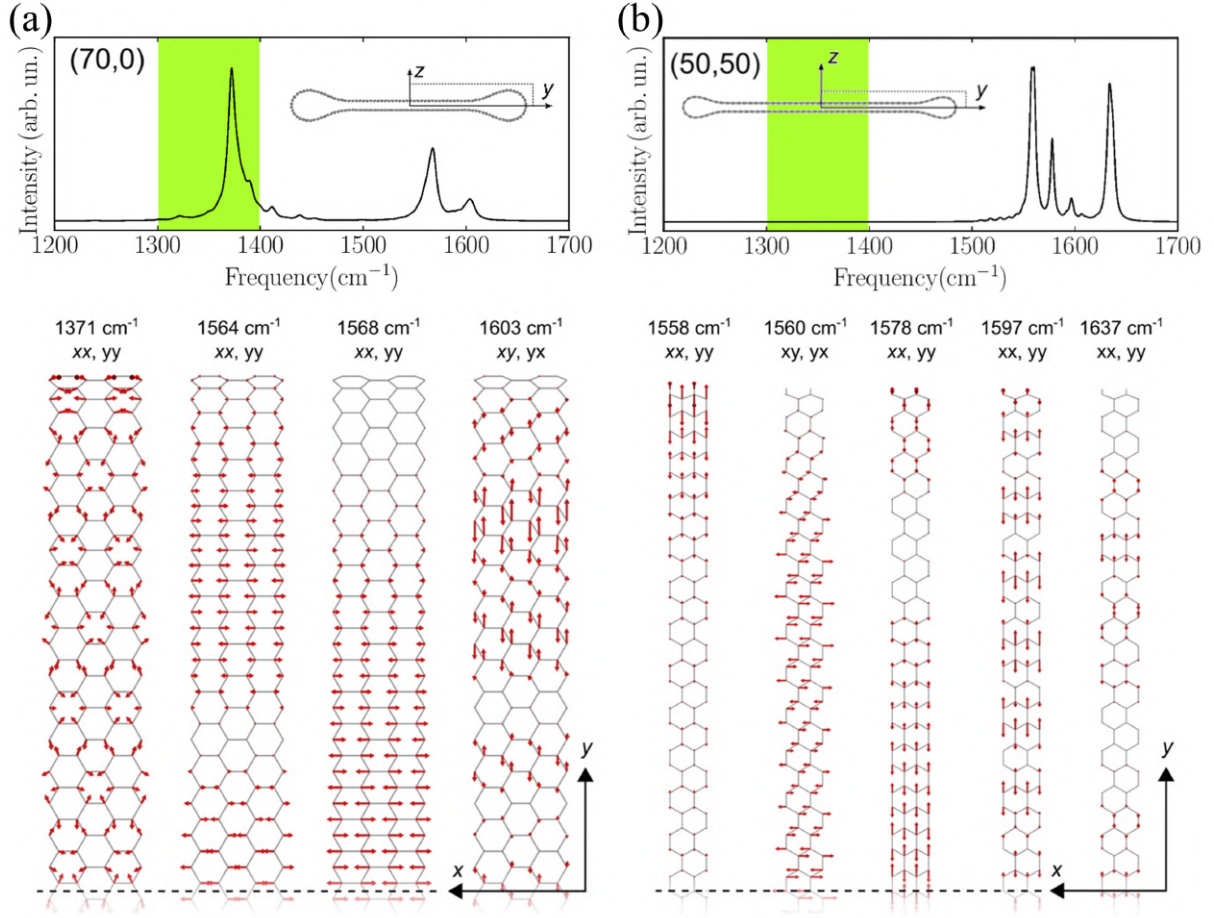 (a)
Intensity (arb. un.)
(70,0)
z
y
1200 1300 1400 1500 1600 1700
Frequency(cm⁻¹)
1371 cm⁻¹ 1564 cm⁻¹ 1568 cm⁻¹ 1603 cm⁻¹
xx, yy xx, yy xx, yy xy, yx
y
x
(b)
Intensity (arb. un.)
(50,50)
z
y
1200 1300 1400 1500 1600 1700
Frequency(cm⁻¹)
1558 cm⁻¹ 1560 cm⁻¹ 1578 cm⁻¹ 1597 cm⁻¹ 1637 cm⁻¹
xx, yy xy, yx xx, yy xx, yy xx, yy
y
x